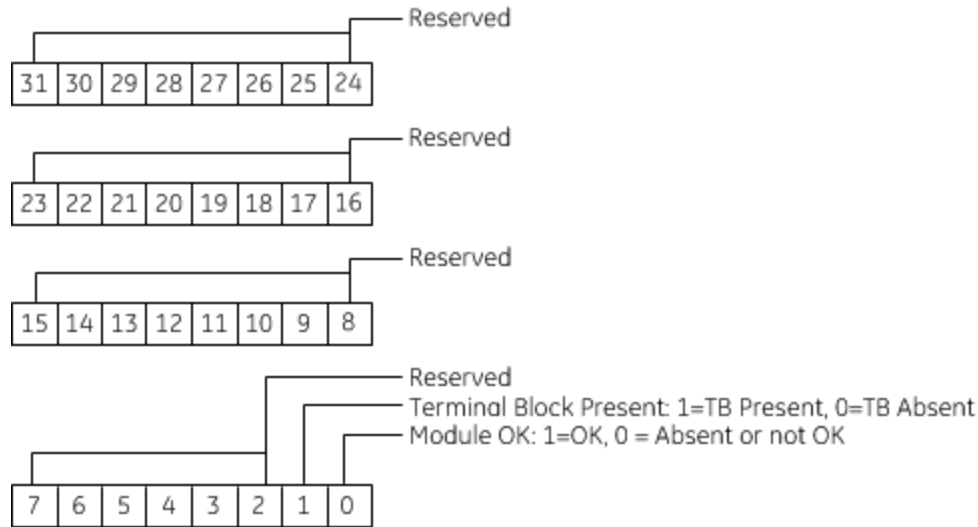 Reserved
31 30 29 28 27 26 25 24
Reserved
23 22 21 20 19 18 17 16
Reserved
15 14 13 12 11 10 9 8
Reserved
Terminal Block Present: 1=TB Present, 0=TB Absent
Module OK: 1=OK, 0 = Absent or not OK
7 6 5 4 3 2 1 0